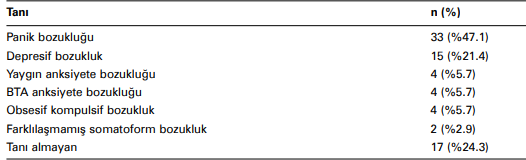 Tanı n (%)
Panik bozukluğu 33 (%47.1)
Depresif bozukluk 15 (%21.4)
Yaygın anksiyete bozukluğu 4 (%5.7)
BTA anksiyete bozukluğu 4 (%5.7)
Obsesif kompulsif bozukluk 4 (%5.7)
Farklılaşmamış somatoform bozukluk 2 (%2.9)
Tanı almayan 17 (%24.3)